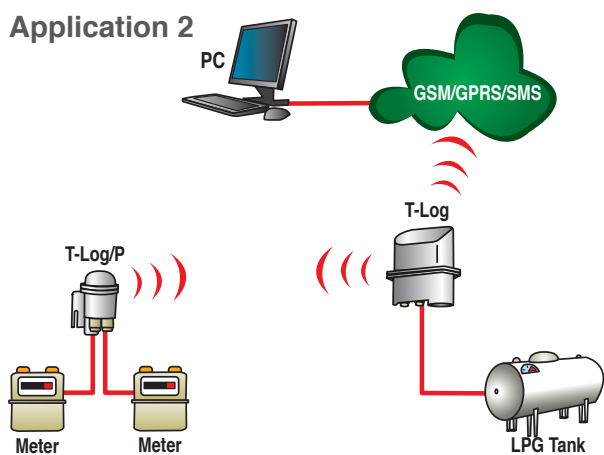 Application 2
PC
GSM/GPRS/SMS
T-Log
T-Log/P
Meter
Meter
LPG Tank